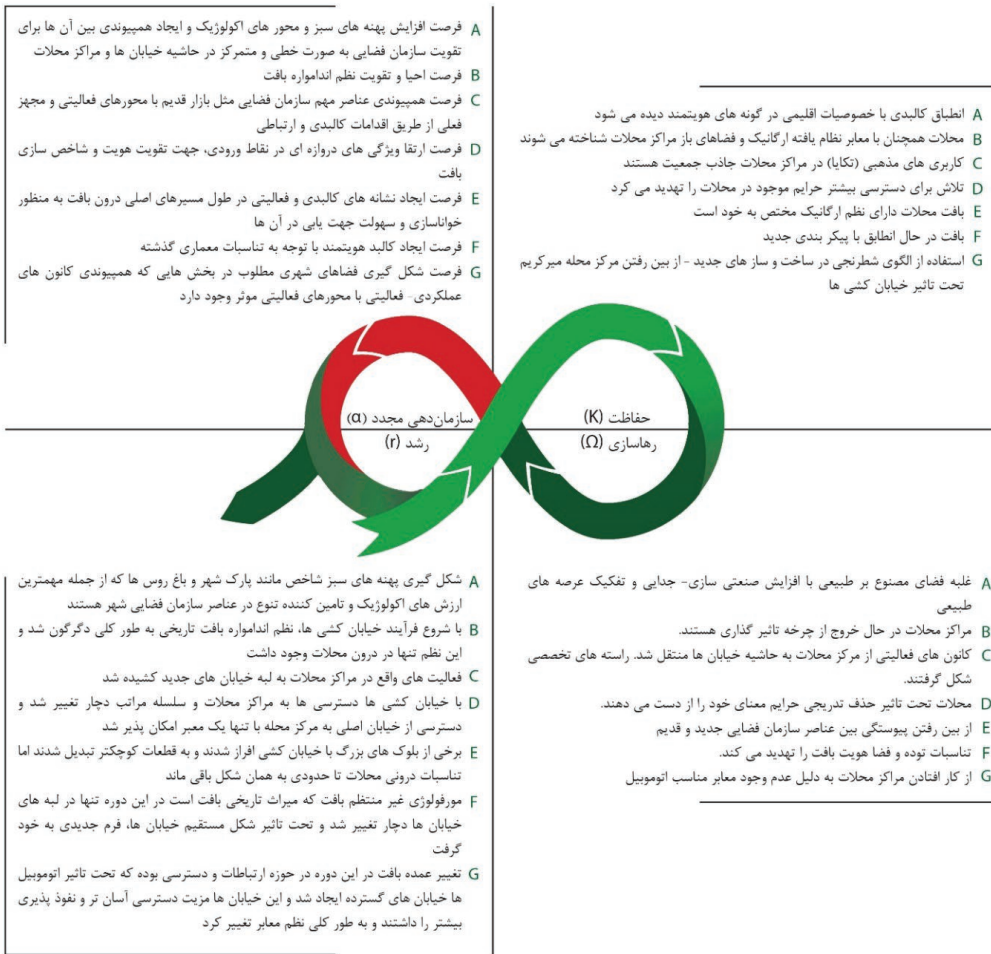 A انطباق کالبدی با خصوصیات اقلیمی در گونه های هویتمند دیده می شود
B محلات همچنان با معابر نظام یافته ارگانیک و فضاهای باز مراکز محلات شناخته می شوند
C کاربری های مذهبی (تکایا) در مراکز محلات جاذب جمعیت هستند
D تلاش برای دسترسی بیشتر حرایم موجود در محلات را تهدید می کرد
E بافت محلات دارای نظم ارگانیک مختص به خود است
F بافت در حال انطابق با پیکر بندی جدید
G استفاده از الگوی شطرنجی در ساخت و ساز های جدید - از بین رفتن مرکز محله میرکریم
تحت تاثیر خیابان کشی ها
A فرصت افزایش پهنه های سبز و محور های اکولوژیک و ایجاد همپیوندی بین آن ها برای
تقویت سازمان فضایی به صورت خطی و متمرکز در حاشیه خیابان ها و مراکز محلات
B فرصت احیا و تقویت نظم اندامواره بافت
C فرصت همپیوندی عناصر مهم سازمان فضایی مثل بازار قدیم با محورهای فعالیتی و مجهز
فعلی از طریق اقدامات کالبدی و ارتباطی
D فرصت ارتقا ویژگی های دروازه ای در نقاط ورودی، جهت تقویت هویت و شاخص سازی
بافت
E فرصت ایجاد نشانه های کالبدی و فعالیتی در طول مسیرهای اصلی درون بافت به منظور
خواناسازی و سهولت جهت یابی در آن ها
F فرصت ایجاد کالبد هویتمند با توجه به تناسبات معماری گذشته
G فرصت شکل گیری فضاهای شهری مطلوب در بخش هایی که همپیوندی کانون های
عملکردی- فعالیتی با محورهای فعالیتی موثر وجود دارد
حفاظت (K)
رهاسازی (Ω)
سازمان‌دهی مجدد (α)
رشد (r)
A غلبه فضای مصنوع بر طبیعی با افزایش صنعتی سازی- جدایی و تفکیک عرصه های
طبیعی
B مراکز محلات در حال خروج از چرخه تاثیر گذاری هستند.
C کانون های فعالیتی از مرکز محلات به حاشیه خیابان ها منتقل شد. راسته های تخصصی
شکل گرفتند.
D محلات تحت تاثیر حذف تدریجی حرایم معنای خود را از دست می دهند.
E از بین رفتن پیوستگی بین عناصر سازمان فضایی جدید و قدیم
F تناسبات توده و فضا هویت بافت را تهدید می کند.
G از کار افتادن مراکز محلات به دلیل عدم وجود معابر مناسب اتوموبیل
A شکل گیری پهنه های سبز شاخص مانند پارک شهر و باغ روس ها که از جمله مهمترین
ارزش های اکولوژیک و تامین کننده تنوع در عناصر سازمان فضایی شهر هستند
B با شروع فرآیند خیابان کشی ها، نظم اندامواره بافت تاریخی به طور کلی دگرگون شد و
این نظم تنها در درون محلات وجود داشت
C فعالیت های واقع در مراکز محلات به لبه خیابان های جدید کشیده شد
D با خیابان کشی ها دسترسی ها به مراکز محلات و سلسله مراتب دچار تغییر شد و
دسترسی از خیابان اصلی به مرکز محله با تنها یک معبر امکان پذیر شد
E برخی از بلوک های بزرگ با خیابان کشی افراز شدند و به قطعات کوچکتر تبدیل شدند اما
تناسبات درونی محلات تا حدودی به همان شکل باقی ماند
F مورفولوژی غیر منتظم بافت که میراث تاریخی بافت است در این دوره تنها در لبه های
خیابان ها دچار تغییر شد و تحت تاثیر شکل مستقیم خیابان ها، فرم جدیدی به خود
گرفت
G تغییر عمده بافت در این دوره در حوزه ارتباطات و دسترسی بوده که تحت تاثیر اتوموبیل
ها خیابان های گسترده ایجاد شد و این خیابان ها مزیت دسترسی آسان تر و نفوذ پذیری
بیشتر را داشتند و به طور کلی نظم معابر تغییر کرد